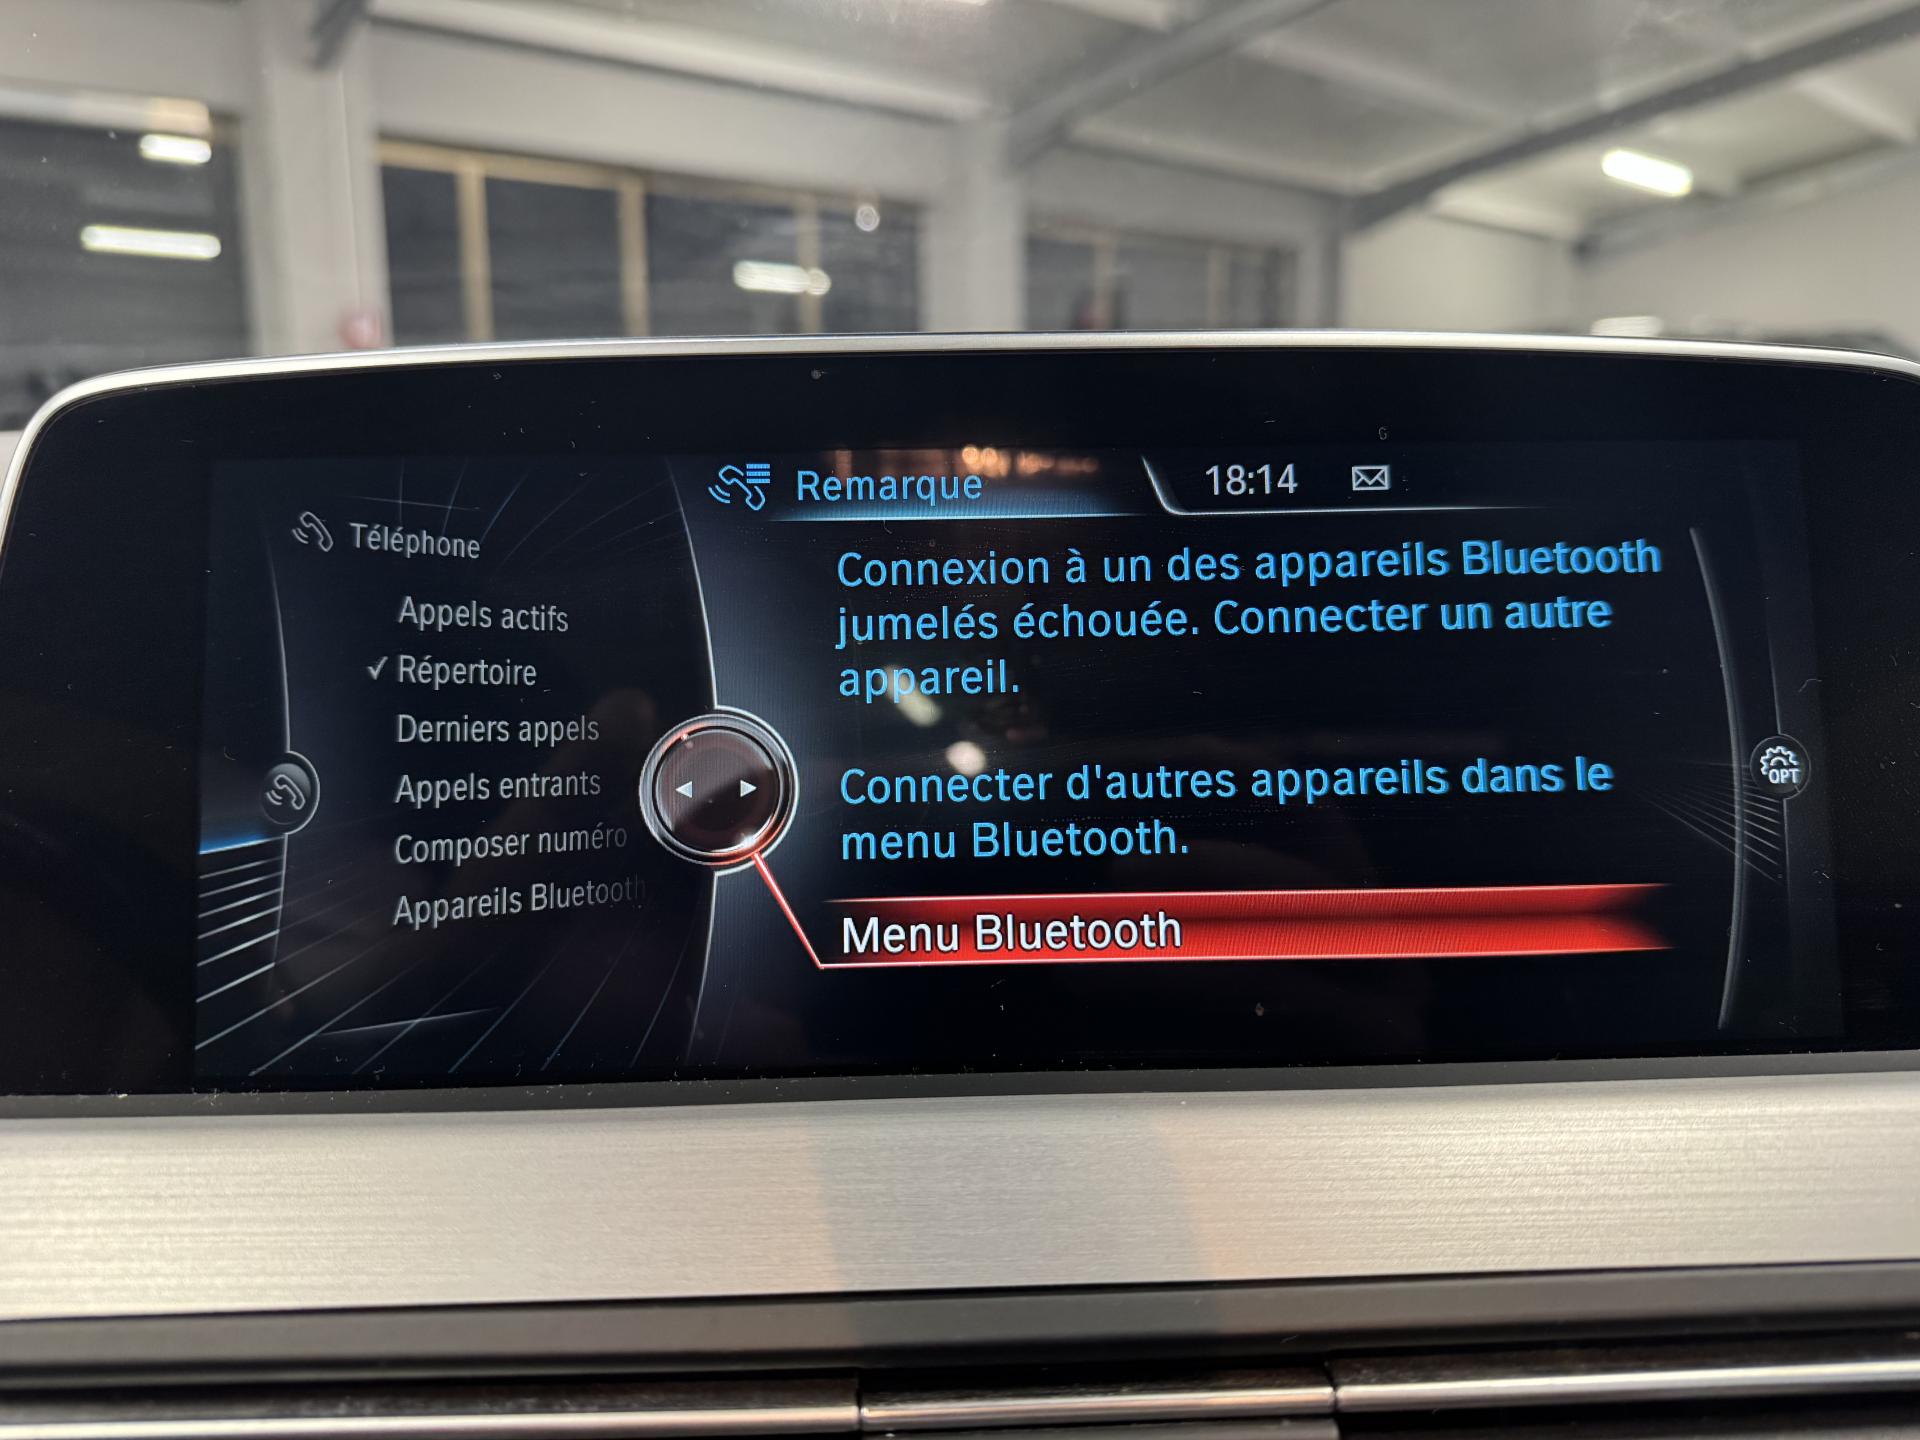 Remarque
18:14
Téléphone
Appels actifs
✓ Répertoire
Derniers appels
Appels entrants
Composer numéro
Appareils Bluetooth
Connexion à un des appareils Bluetooth
jumelés échouée. Connecter un autre
appareil.
Connecter d'autres appareils dans le
menu Bluetooth.
Menu Bluetooth
OPT